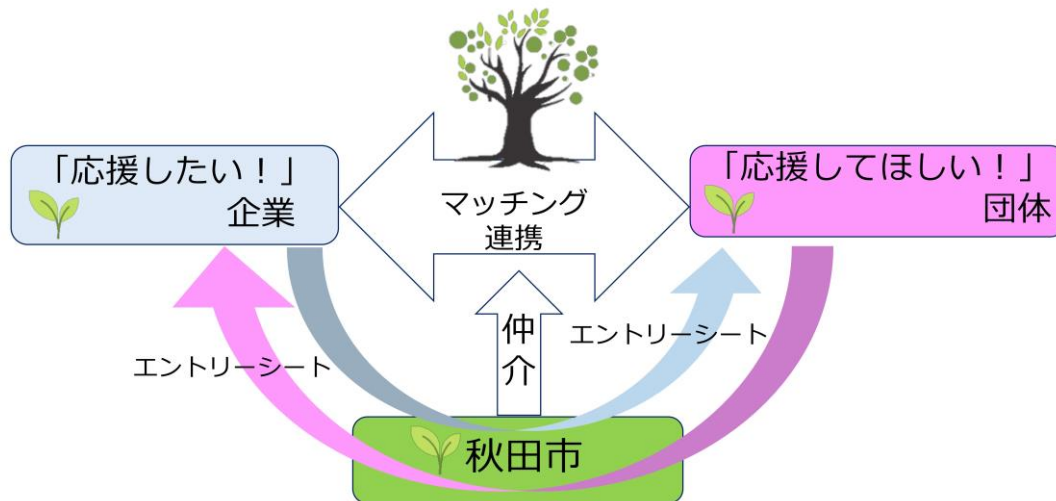 「応援したい！」
企業
マッチング
連携
「応援してほしい！」
団体
エントリーシート
仲介
エントリーシート
秋田市